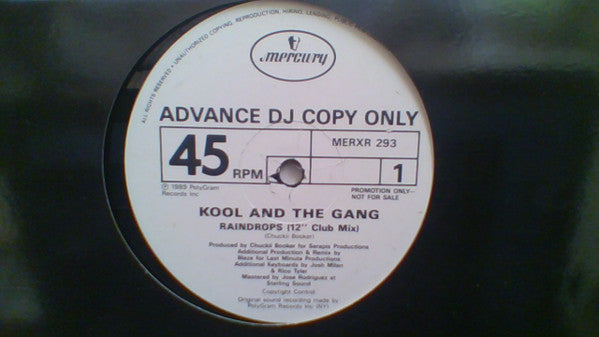 ALL RIGHTS RESERVED • UNAUTHORIZED COPYING, REPRODUCTION, HIRING, LENDING,
mercury
ADVANCE DJ COPY ONLY
45 RPM
MERXR 293
1
℗ 1989 PolyGram
Records Inc
PROMOTION ONLY—
NOT FOR SALE
KOOL AND THE GANG
RAINDROPS (12" Club Mix)
(Chuckii Booker)
Produced by Chuckii Booker for Serapis Productions
Additional Production & Remix by
Blaze for Last Minute Productions
Additional Keyboards by Josh Milan
& Rico Tyler
Mastered by Jose Rodriguez at
Sterling Sound
Copyright Control
Original sound recording made by
PolyGram Records Inc (NY)